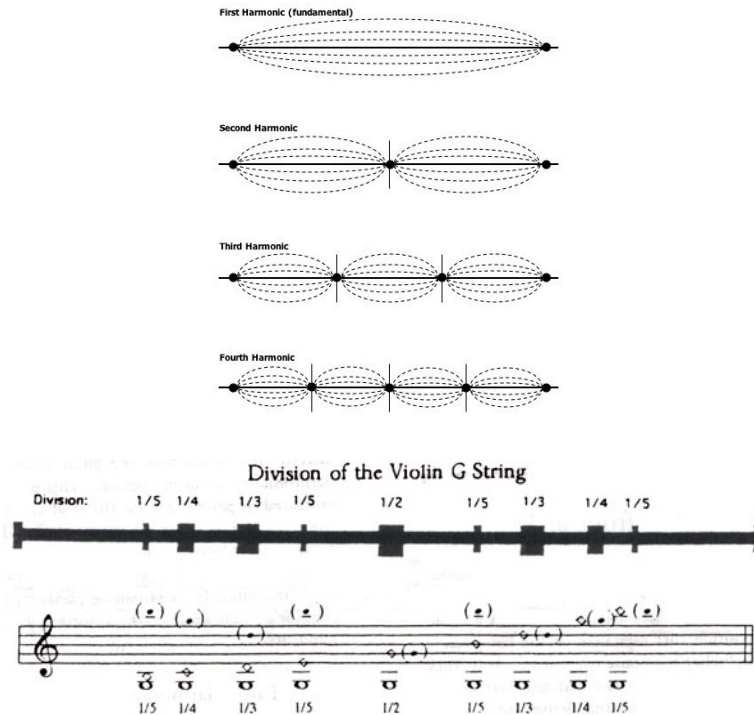 First Harmonic (fundamental)
Second Harmonic
Third Harmonic
Fourth Harmonic
Division of the Violin G String
Division: 1/5 1/4 1/3 1/5 1/2 1/5 1/3 1/4 1/5
1/5 1/4 1/3 1/5 1/2 1/5 1/3 1/4 1/5